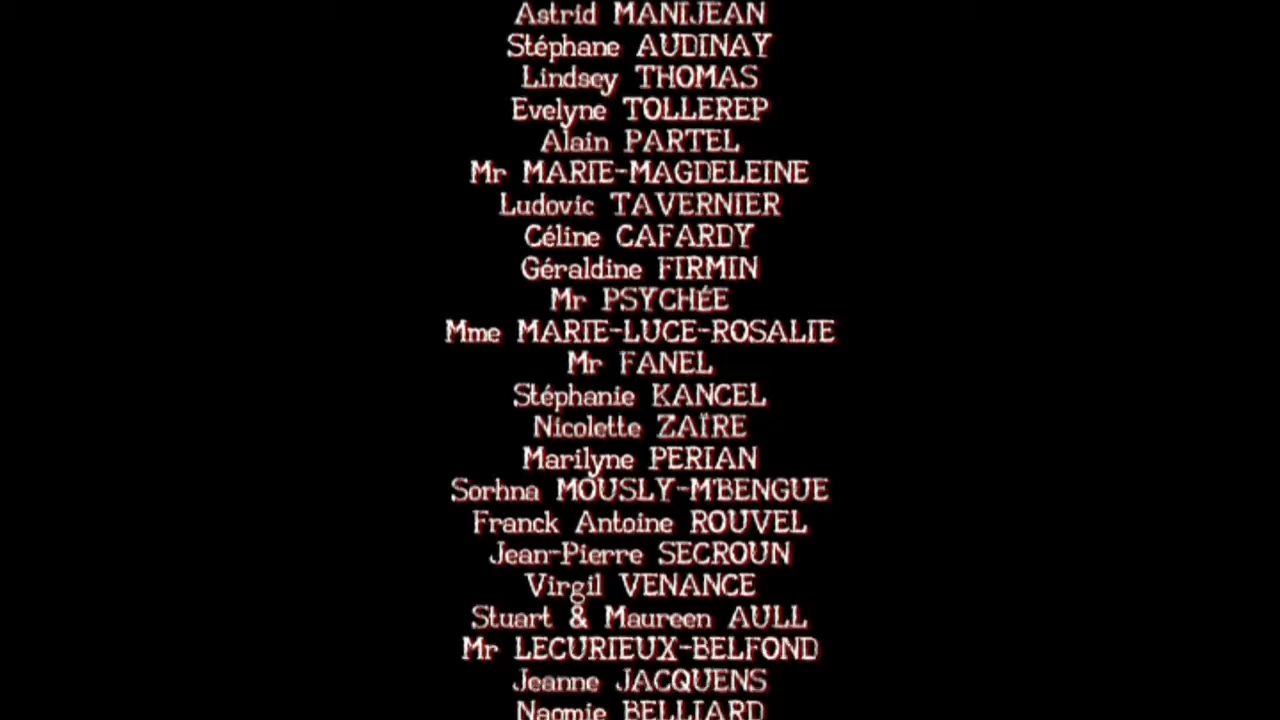 Astrid MANIJEAN
Stéphane AUDINAY
Lindsey THOMAS
Evelyne TOLLEREP
Alain PARTEL
Mr MARIE-MAGDELEINE
Ludovic TAVERNIER
Céline CAFARDY
Géraldine FIRMIN
Mr PSYCHÉE
Mme MARIE-LUCE-ROSALIE
Mr FANEL
Stéphanie KANCEL
Nicolette ZAÏRE
Marilyne PERIAN
Sorhna MOUSLY-M'BENGUE
Franck Antoine ROUVEL
Jean-Pierre SECROUN
Virgil VENANCE
Stuart & Maureen AULL
Mr LECURIEUX-BELFOND
Jeanne JACQUENS
Naomie BELLIARD